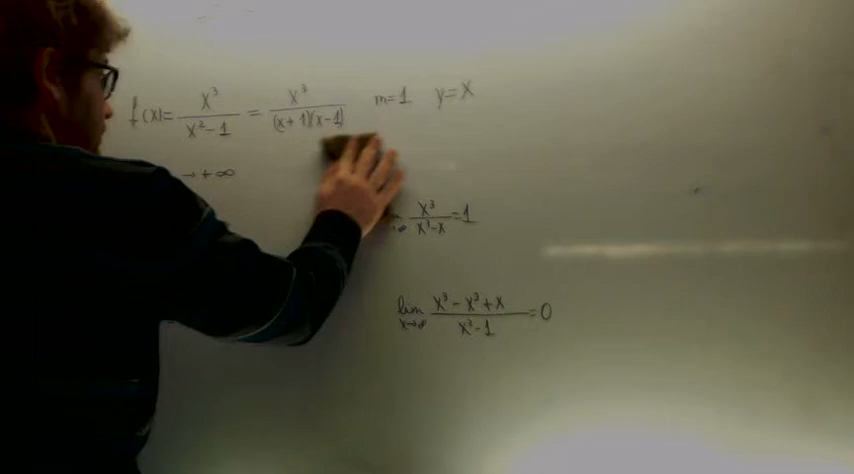 f(x)= x³/(x²-1) = x³/((x+1)(x-1)) m=1 y=x
→+∞
x³/(x³-x) =1
lim x→∞ (x³-x³+x)/(x²-1) =0